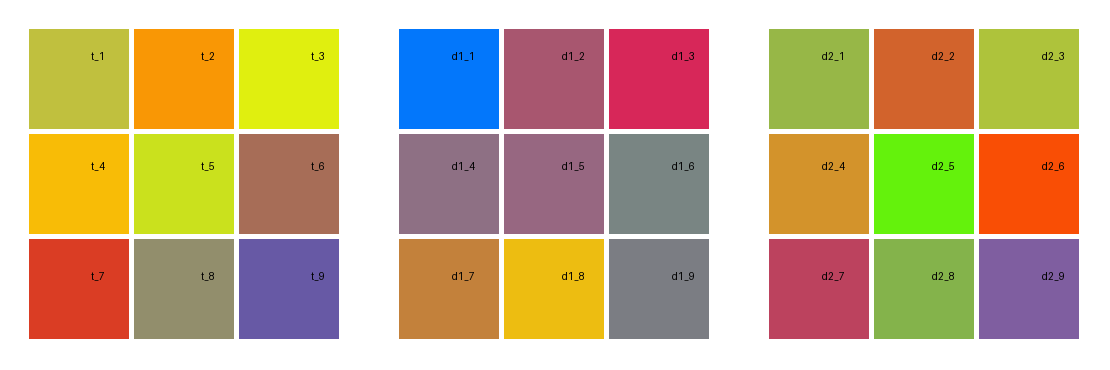 t_1 t_2 t_3 d1_1 d1_2 d1_3 d2_1 d2_2 d2_3
t_4 t_5 t_6 d1_4 d1_5 d1_6 d2_4 d2_5 d2_6
t_7 t_8 t_9 d1_7 d1_8 d1_9 d2_7 d2_8 d2_9